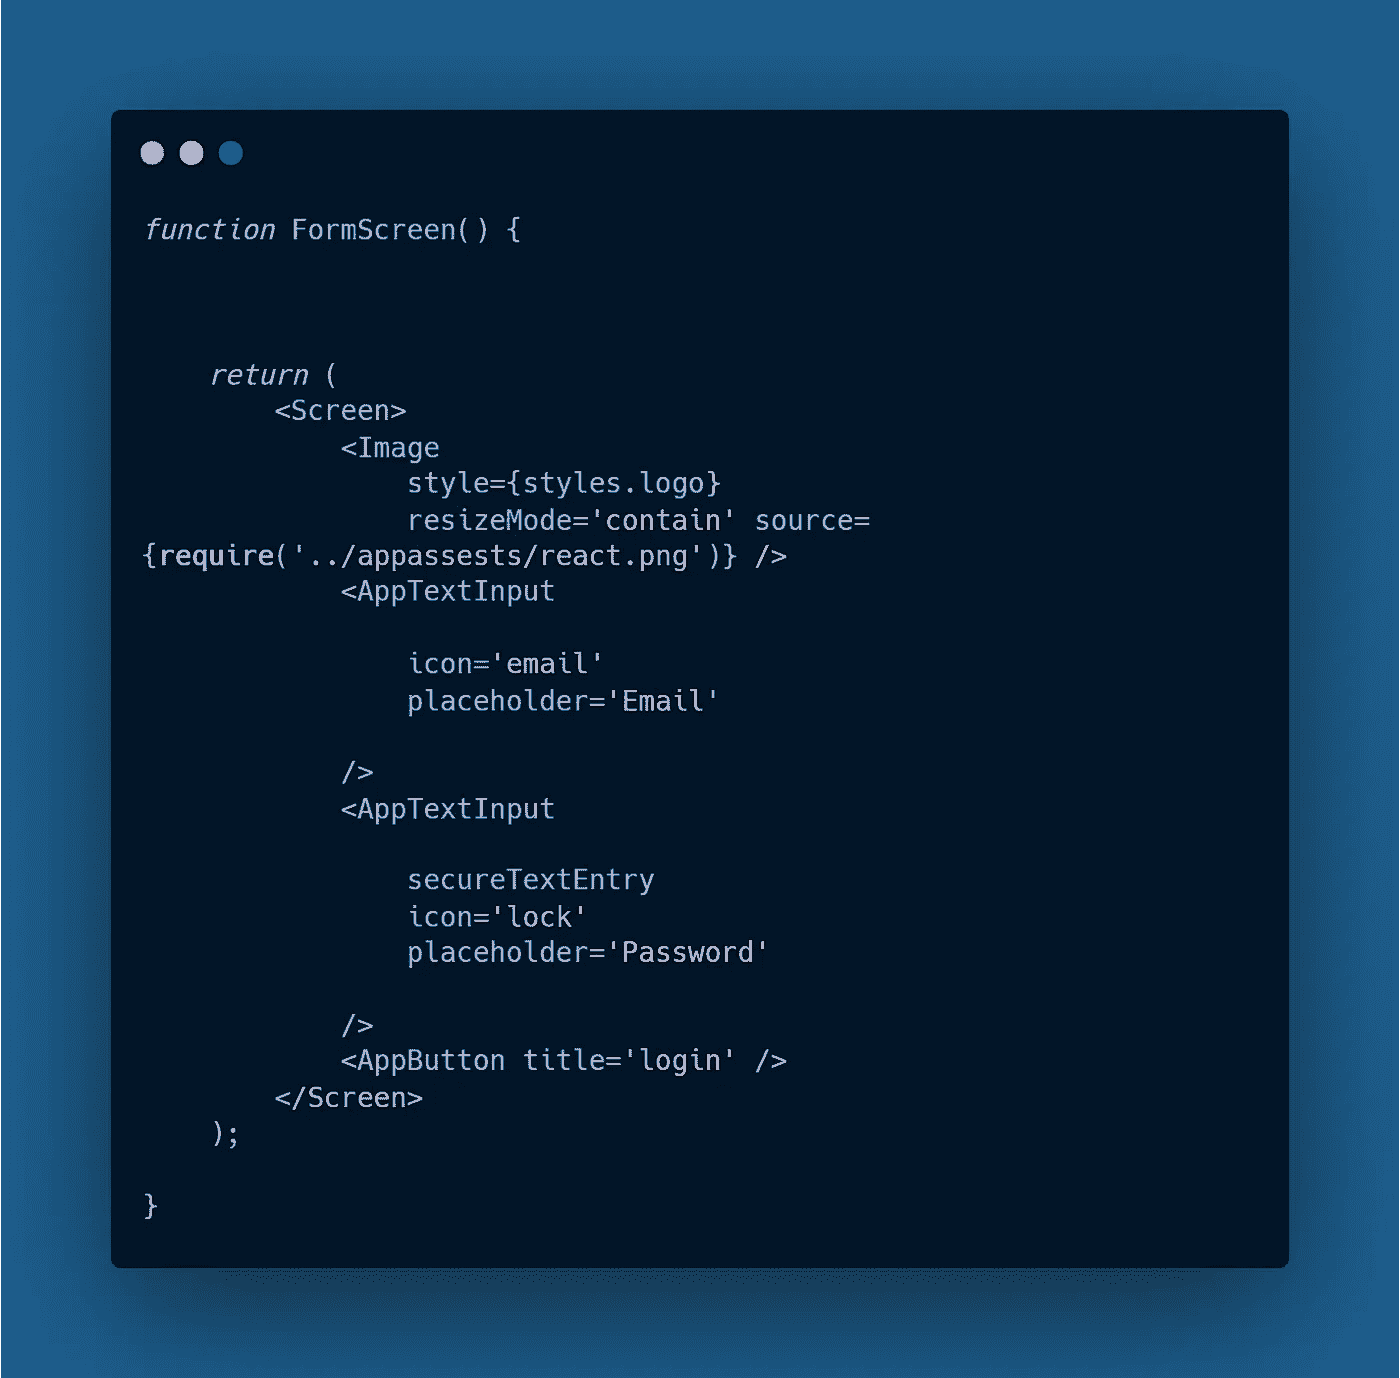 function FormScreen() {
return (
<Screen>
<Image
style={styles.logo}
resizeMode='contain' source=
{require('../appassests/react.png')} />
<AppTextInput
icon='email'
placeholder='Email'
/>
<AppTextInput
secureTextEntry
icon='lock'
placeholder='Password'
/>
<AppButton title='login' />
</Screen>
);
}